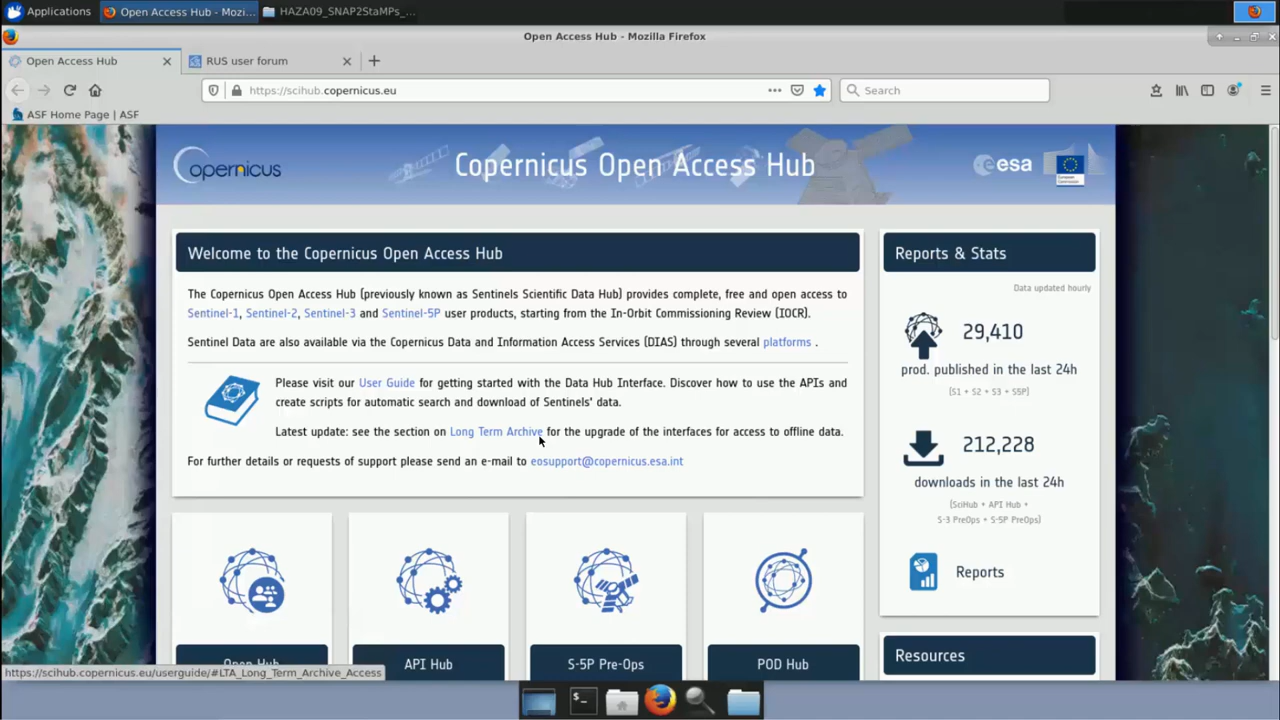 Applications
Open Access Hub - Mozi...
HAZA09_SNAP2StaMPs_...
Open Access Hub - Mozilla Firefox
Open Access Hub
RUS user forum
https://scihub.copernicus.eu
Search
ASF Home Page | ASF
opernicus
Copernicus Open Access Hub
esa
European Commission
Welcome to the Copernicus Open Access Hub
The Copernicus Open Access Hub (previously known as Sentinels Scientific Data Hub) provides complete, free and open access to
Sentinel-1, Sentinel-2, Sentinel-3 and Sentinel-5P user products, starting from the In-Orbit Commissioning Review (IOCR).
Sentinel Data are also available via the Copernicus Data and Information Access Services (DIAS) through several platforms .
Please visit our User Guide for getting started with the Data Hub Interface. Discover how to use the APIs and
create scripts for automatic search and download of Sentinels' data.
Latest update: see the section on Long Term Archive for the upgrade of the interfaces for access to offline data.
For further details or requests of support please send an e-mail to eosupport@copernicus.esa.int
Reports & Stats
Data updated hourly
29,410
prod. published in the last 24h
(S1 + S2 + S3 + S5P)
212,228
downloads in the last 24h
(SciHub + API Hub +
S-3 PreOps + S-5P PreOps)
Reports
Resources
Open Hub
API Hub
S-5P Pre-Ops
POD Hub
https://scihub.copernicus.eu/userguide/#LTA_Long_Term_Archive_Access